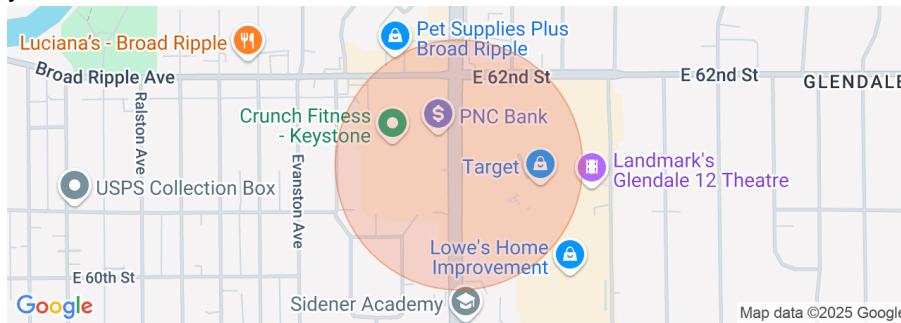 Luciana's - Broad Ripple
Pet Supplies Plus
Broad Ripple
Broad Ripple Ave
E 62nd St
E 62nd St
GLENDALE
Ralston Ave
Crunch Fitness
- Keystone
PNC Bank
Evanston Ave
Target
Landmark's
Glendale 12 Theatre
USPS Collection Box
Lowe's Home
Improvement
E 60th St
Sidener Academy
Google
Map data ©2025 Google